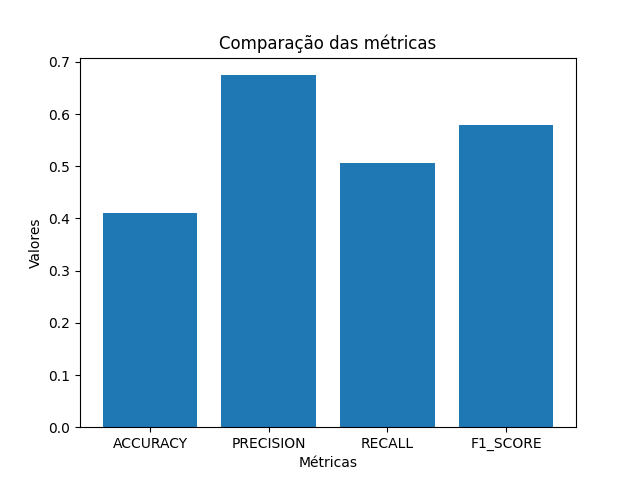 Comparação das métricas
Valores
0.7
0.6
0.5
0.4
0.3
0.2
0.1
0.0
ACCURACY PRECISION RECALL F1_SCORE
Métricas